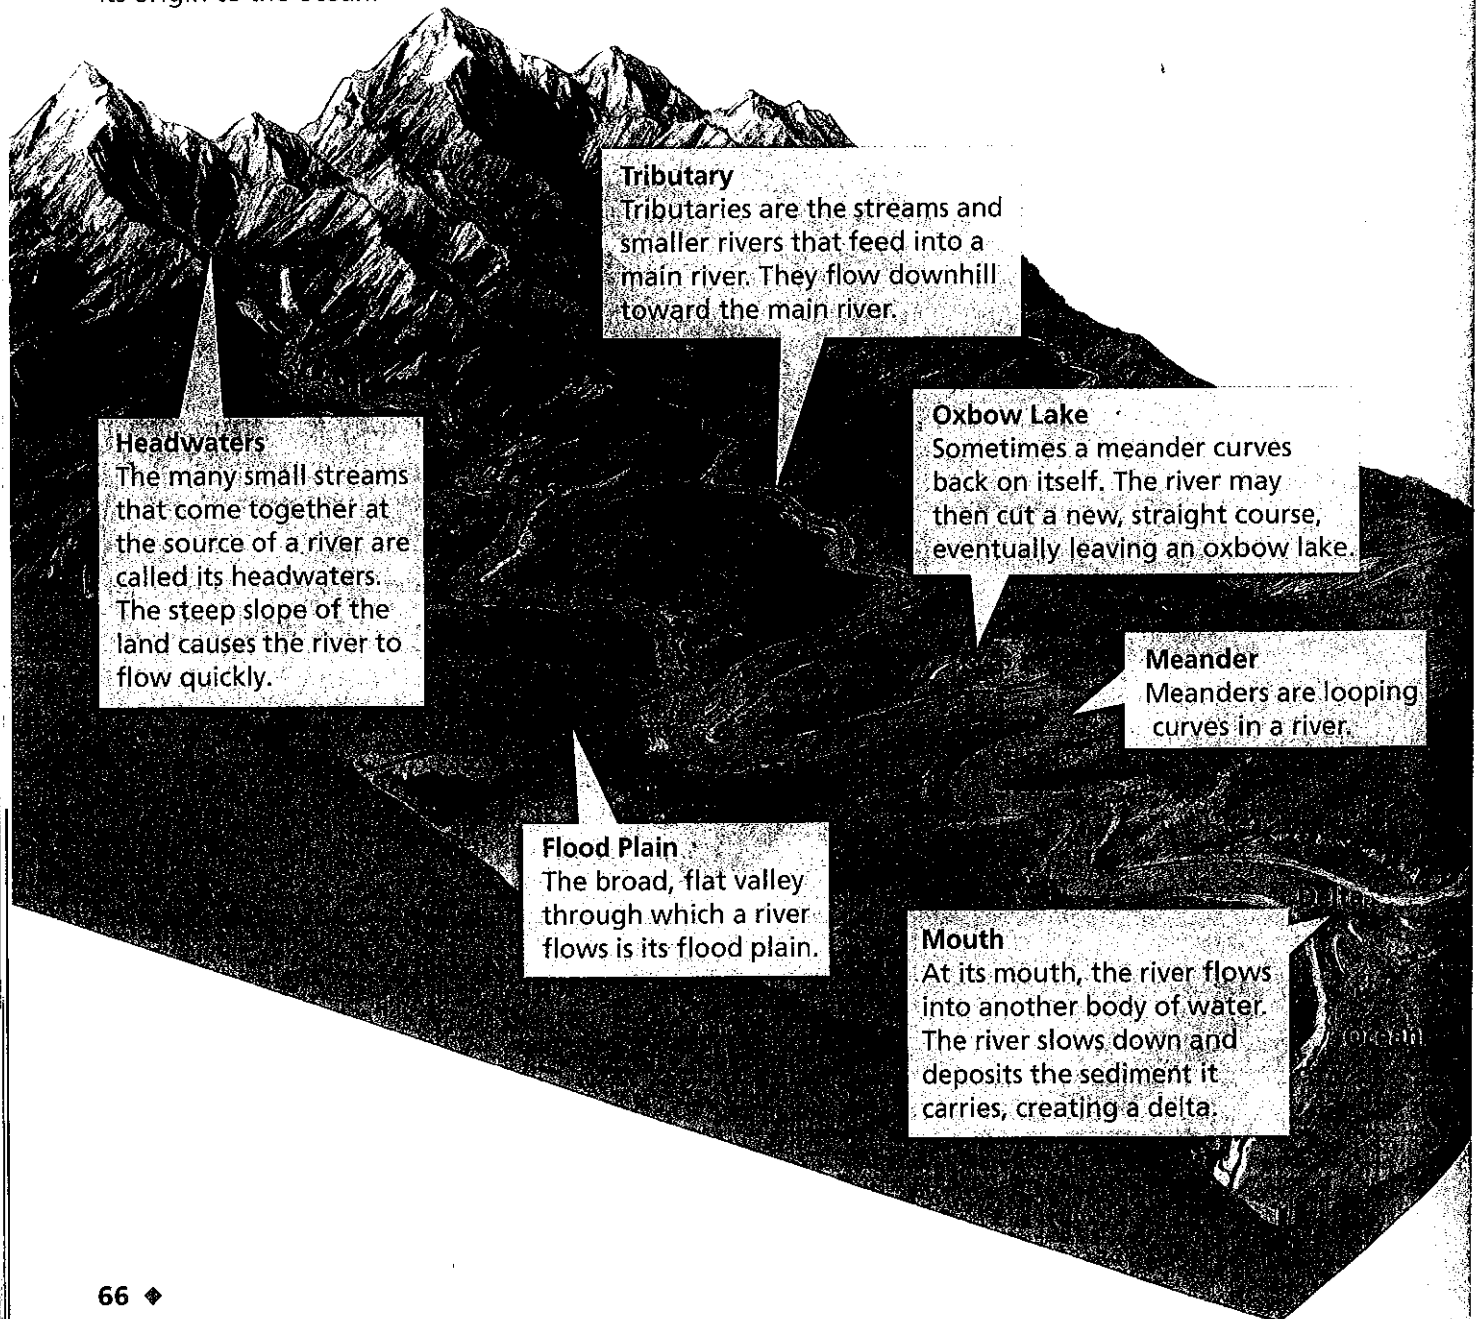 its origin to the ocean.
Tributary
Tributaries are the streams and
smaller rivers that feed into a
main river. They flow downhill
toward the main river.
Headwaters
The many small streams
that come together at
the source of a river are
called its headwaters.
The steep slope of the
land causes the river to
flow quickly.
Oxbow Lake
Sometimes a meander curves
back on itself. The river may
then cut a new, straight course,
eventually leaving an oxbow lake.
Meander
Meanders are looping
curves in a river.
Flood Plain
The broad, flat valley
through which a river
flows is its flood plain.
Delta
Mouth
At its mouth, the river flows
into another body of water.
The river slows down and
deposits the sediment it
carries, creating a delta.
Ocean
66